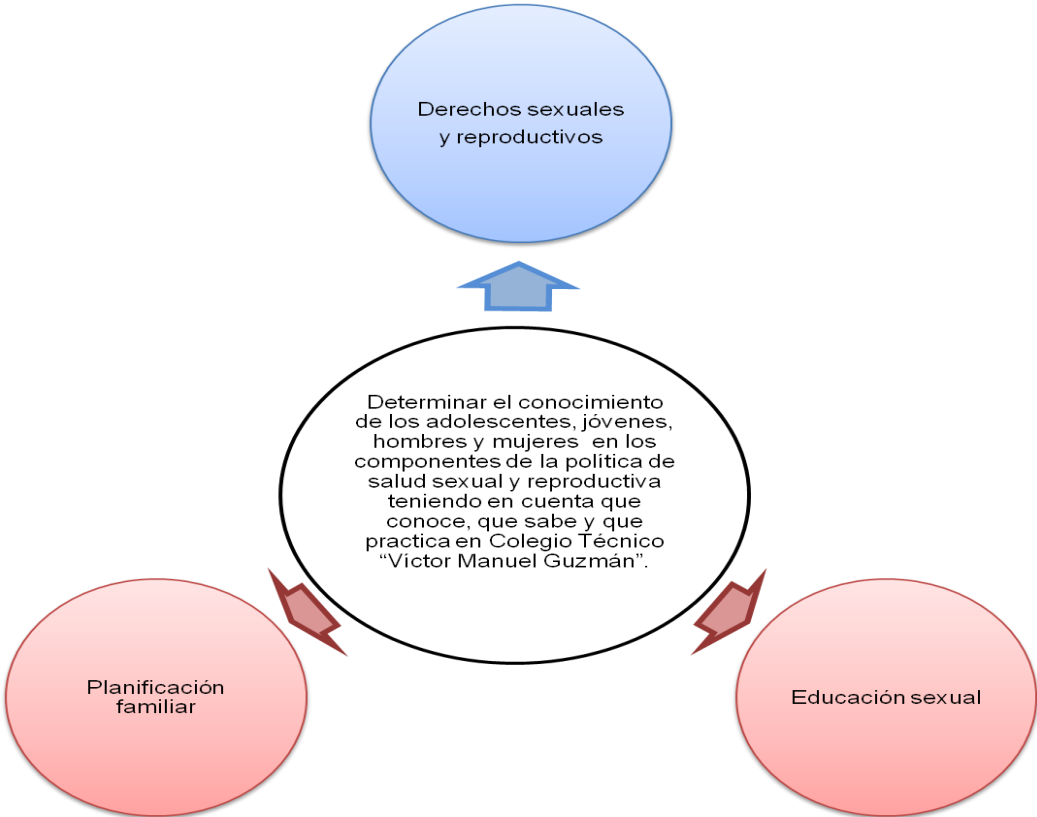 Derechos sexuales
y reproductivos
Determinar el conocimiento
de los adolescentes, jóvenes,
hombres y mujeres  en los
componentes de la política de
salud sexual y reproductiva
teniendo en cuenta que
conoce, que sabe y que
practica en Colegio Técnico
“Víctor Manuel Guzmán”.
Planificación
familiar
Educación sexual